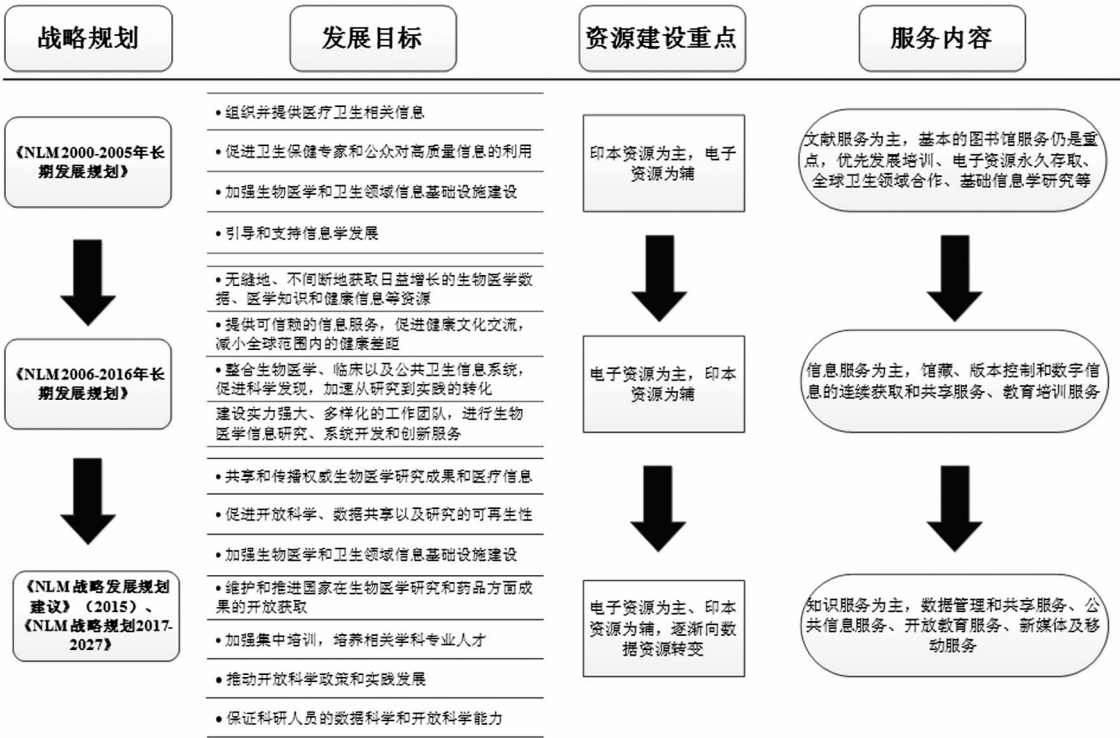 战略规划
发展目标
资源建设重点
服务内容
《NLM 2000-2005年长
期发展规划》
• 组织并提供医疗卫生相关信息
• 促进卫生保健专家和公众对高质量信息的利用
• 加强生物医学和卫生领域信息基础设施建设
• 引导和支持信息学发展
印本资源为主，电子
资源为辅
文献服务为主，基本的图书馆服务仍是重
点，优先发展培训、电子资源永久存取、
全球卫生领域合作、基础信息学研究等
《NLM 2006-2016年长
期发展规划》
• 无缝地、不间断地获取日益增长的生物医学数
据、医学知识和健康信息等资源
• 提供可信赖的信息服务，促进健康文化交流，
减小全球范围内的健康差距
• 整合生物医学、临床以及公共卫生信息系统，
促进科学发现，加速从研究到实践的转化
建设实力强大、多样化的工作团队，进行生物
医学信息研究、系统开发和创新服务
电子资源为主，印本
资源为辅
信息服务为主，馆藏、版本控制和数字信
息的连续获取和共享服务、教育培训服务
《NLM 战略发展规划
建议》（2015）、
《NLM 战略规划2017-
2027》
• 共享和传播权威生物医学研究成果和医疗信息
• 促进开放科学、数据共享以及研究的可再生性
• 加强生物医学和卫生领域信息基础设施建设
• 维护和推进国家在生物医学研究和药品方面成
果的开放获取
• 加强集中培训，培养相关学科专业人才
• 推动开放科学政策和实践发展
• 保证科研人员的数据科学和开放科学能力
电子资源为主、印本
资源为辅，逐渐向数
据资源转变
知识服务为主，数据管理和共享服务、公
共信息服务、开放教育服务、新媒体及移
动服务